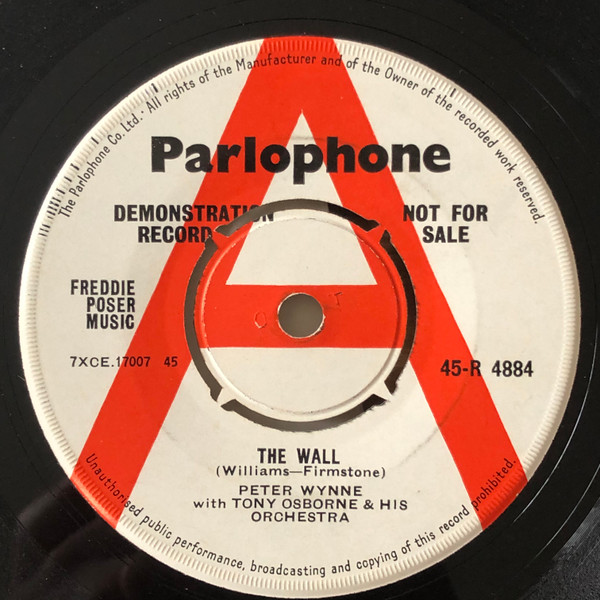 The Parlophone Co. Ltd.· All rights of the Manufacturer and of the Owner of the recorded work reserved.
Parlophone
DEMONSTRATION RECORD
NOT FOR SALE
FREDDIE
POSER
MUSIC
7XCE.17007 45
45-R 4884
THE WALL
(Williams—Firmstone)
PETER WYNNE
with TONY OSBORNE & HIS
ORCHESTRA
Unauthorised public performance, broadcasting and copying of this record prohibited.
A
O T